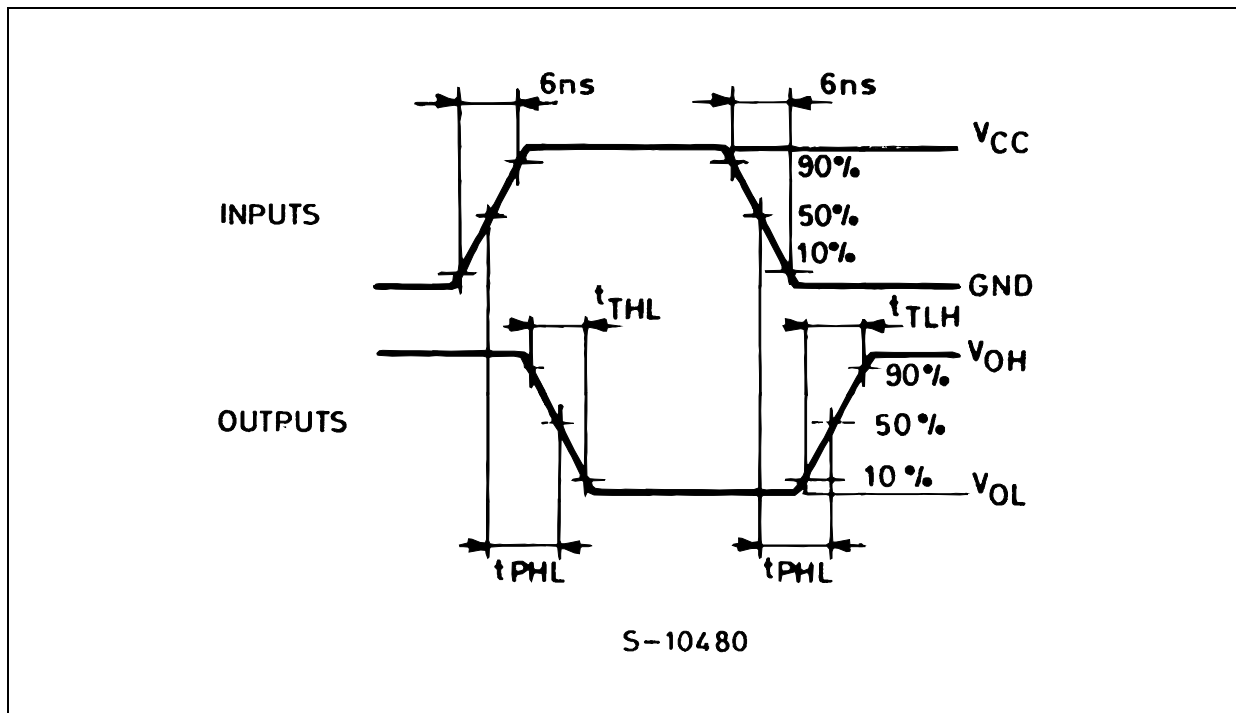 6ns 6ns
VCC
90%
INPUTS 50%
10%
GND
tTHL tTLH
VOH
90%
OUTPUTS 50%
10% VOL
tPHL tPHL
S-10480